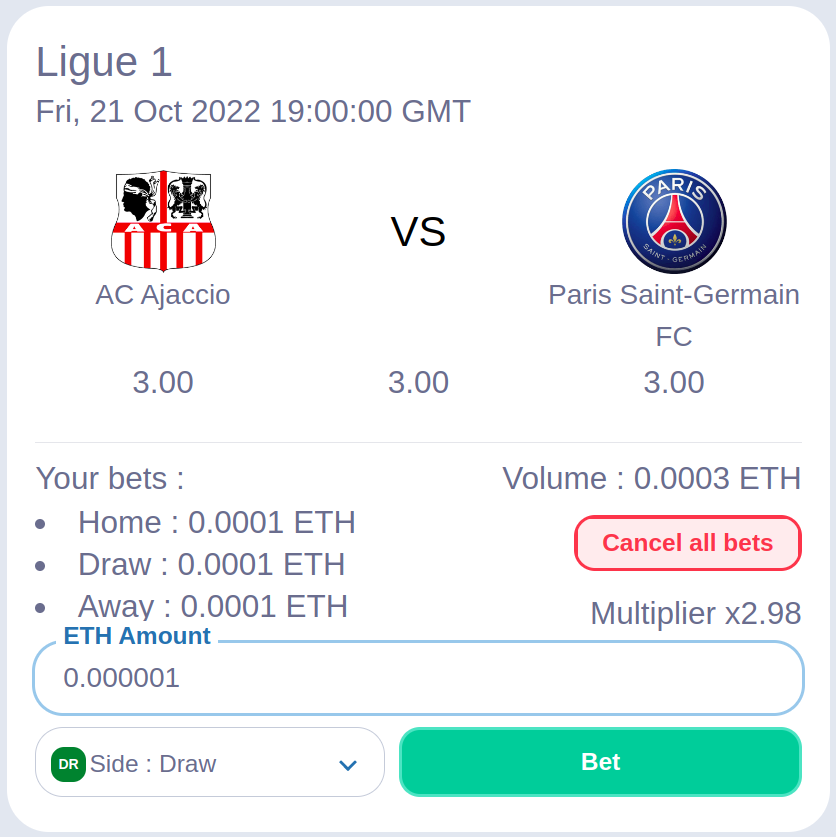 Ligue 1
Fri, 21 Oct 2022 19:00:00 GMT
ACA
VS
PARIS
SAINT-GERMAIN
AC Ajaccio
Paris Saint-Germain
FC
3.00 3.00 3.00
Your bets : Volume : 0.0003 ETH
• Home : 0.0001 ETH
Cancel all bets
• Draw : 0.0001 ETH
• Away : 0.0001 ETH
Multiplier x2.98
ETH Amount
0.000001
DR Side : Draw
Bet